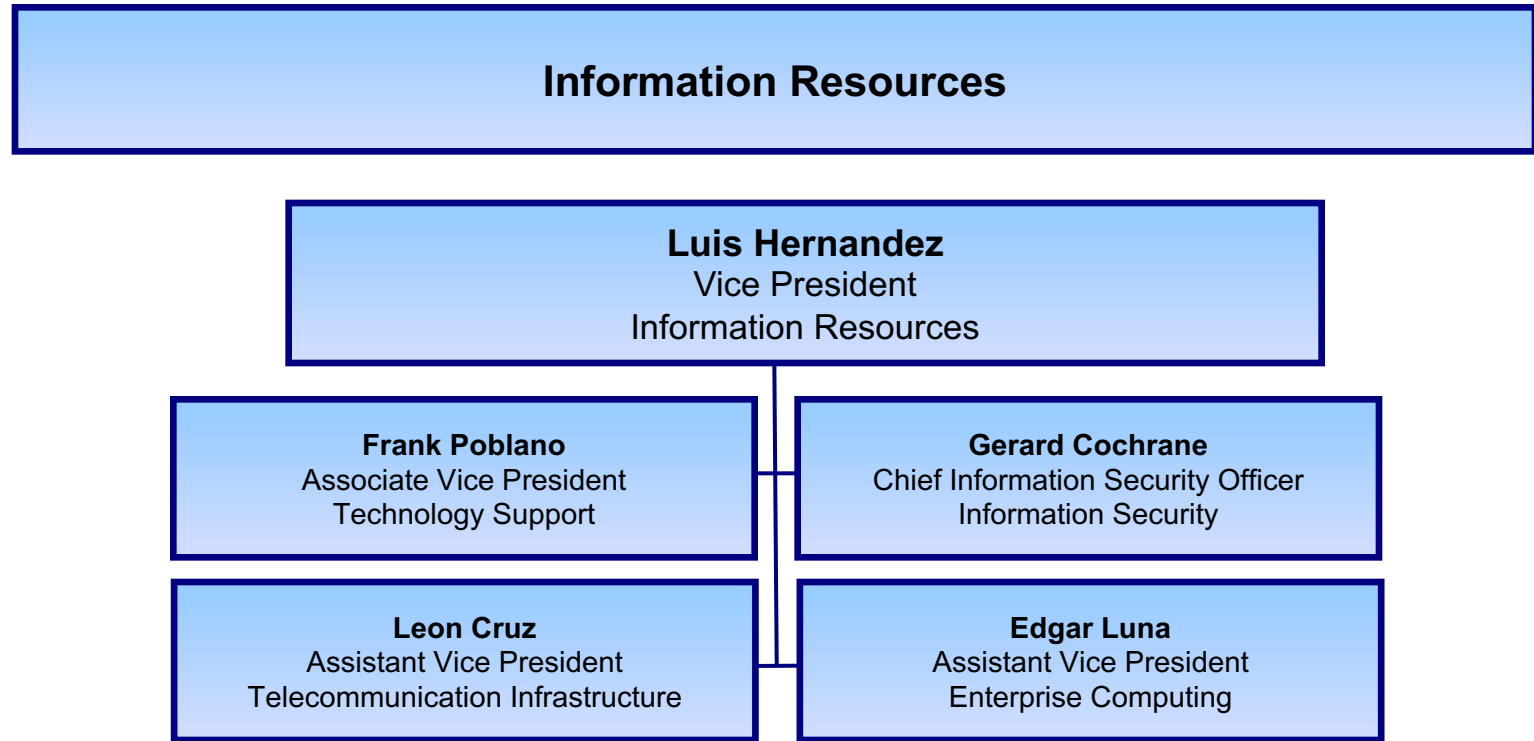 Information Resources
Luis Hernandez
Vice President
Information Resources
Frank Poblano
Associate Vice President
Technology Support
Gerard Cochrane
Chief Information Security Officer
Information Security
Leon Cruz
Assistant Vice President
Telecommunication Infrastructure
Edgar Luna
Assistant Vice President
Enterprise Computing